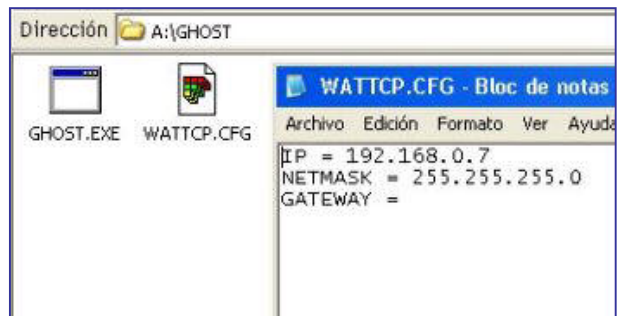 Dirección A:\GHOST
GHOST.EXE WATTCP.CFG
WATTCP.CFG - Bloc de notas
Archivo Edición Formato Ver Ayuda
IP = 192.168.0.7
NETMASK = 255.255.255.0
GATEWAY =